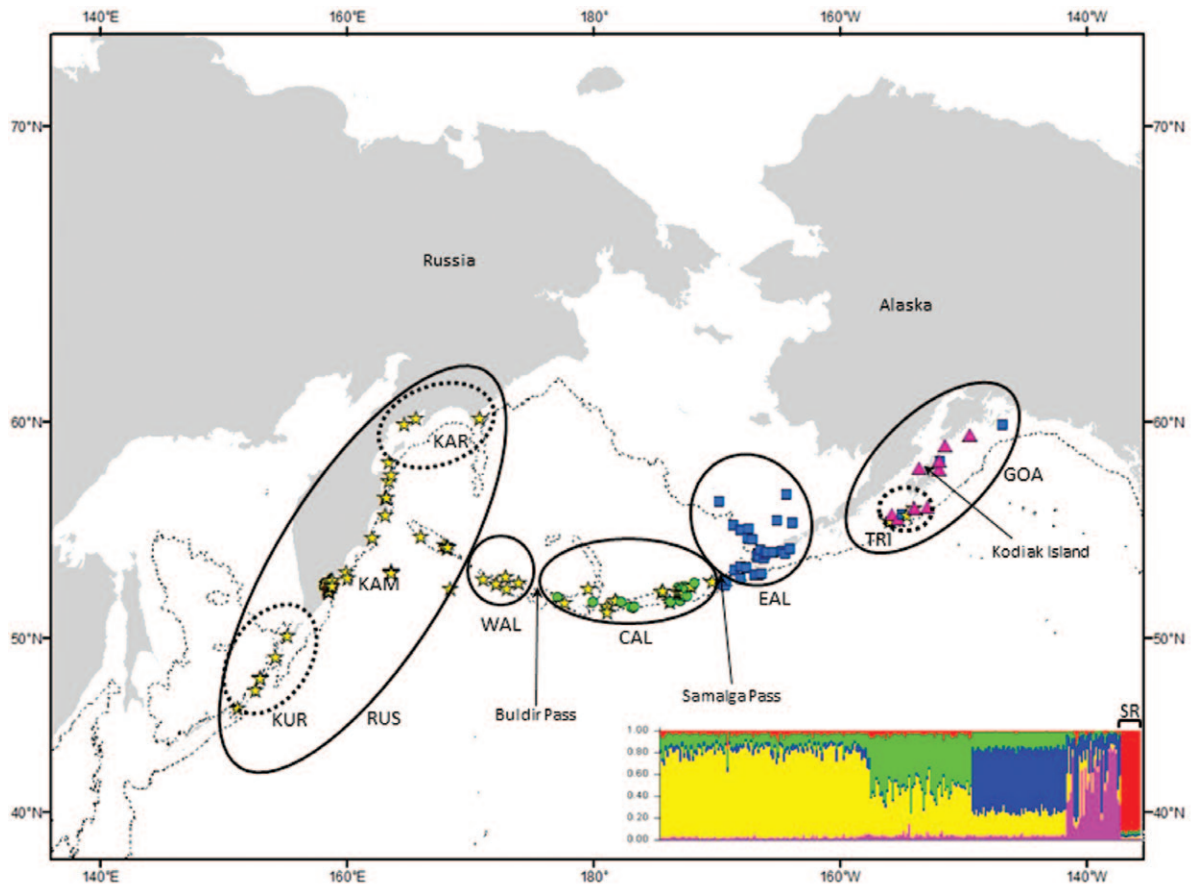 140°E 160°E 180° 160°W 140°W
70°N 70°N
Russia
Alaska
60°N 60°N
KAR
GOA
TRI
Kodiak Island
KAM
WAL
CAL
EAL
50°N 50°N
KUR
RUS
Buldir Pass
Samalga Pass
SR
1.00
0.80
0.60
0.40
0.20
0.00
40°N 40°N
140°E 160°E 180° 160°W 140°W